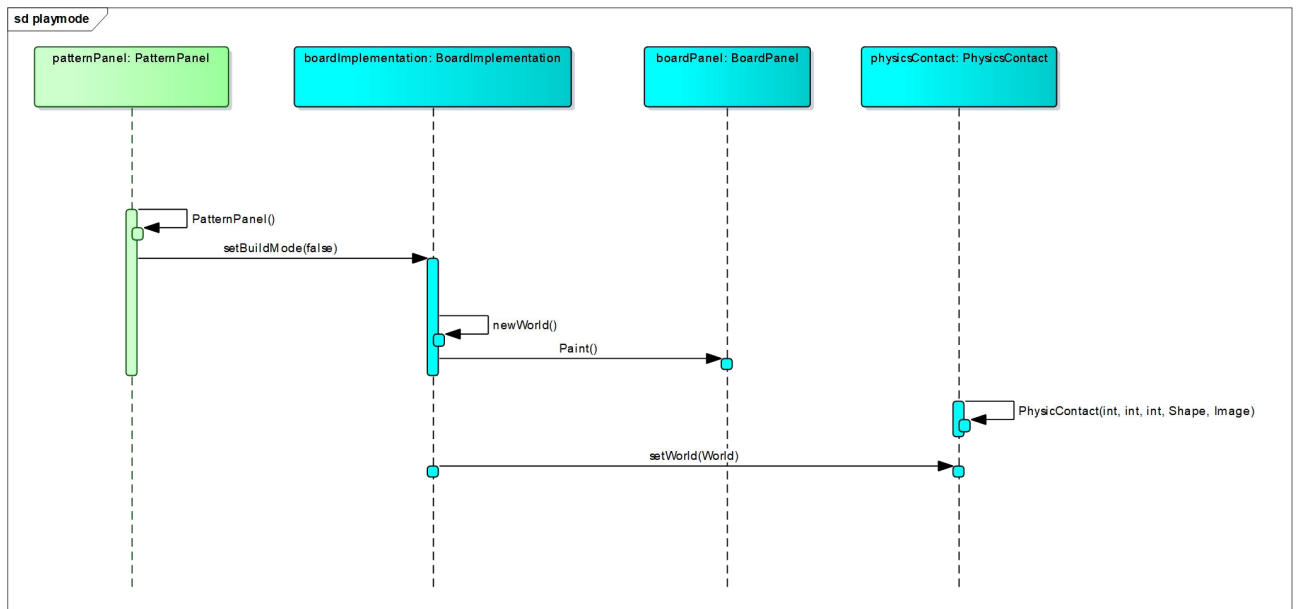 sd playmode
patternPanel: PatternPanel
boardImplementation: BoardImplementation
boardPanel: BoardPanel
physicsContact: PhysicsContact
PatternPanel()
setBuildMode(false)
newWorld()
Paint()
PhysicContact(int, int, int, Shape, Image)
setWorld(World)